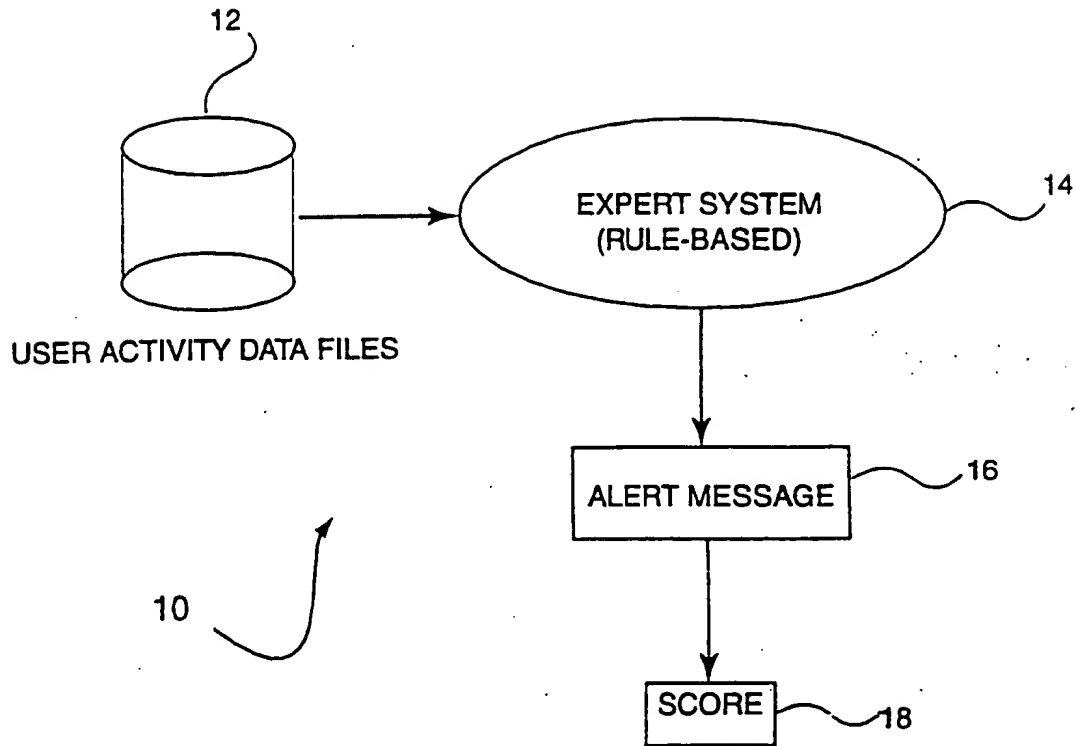 12
EXPERT SYSTEM
(RULE-BASED)
14
USER ACTIVITY DATA FILES
ALERT MESSAGE
16
10
SCORE
18